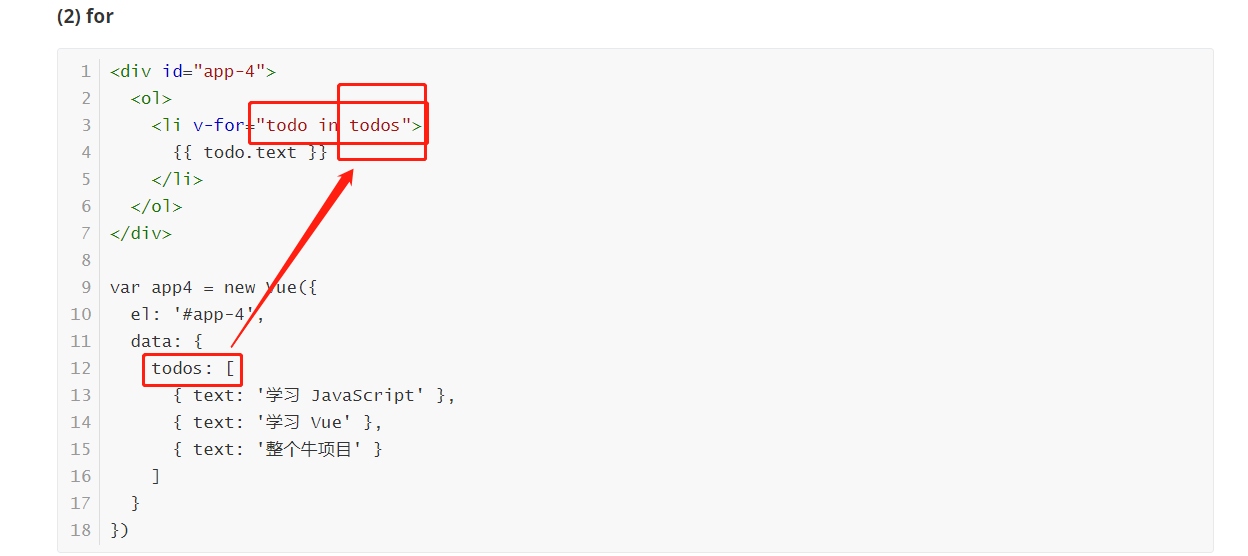 (2) for
1 <div id="app-4">
2   <ol>
3     <li v-for="todo in todos">
4       {{ todo.text }}
5     </li>
6   </ol>
7 </div>
8
9 var app4 = new Vue({
10   el: '#app-4',
11   data: {
12     todos: [
13       { text: '学习 JavaScript' },
14       { text: '学习 Vue' },
15       { text: '整个牛项目' }
16     ]
17   }
18 })